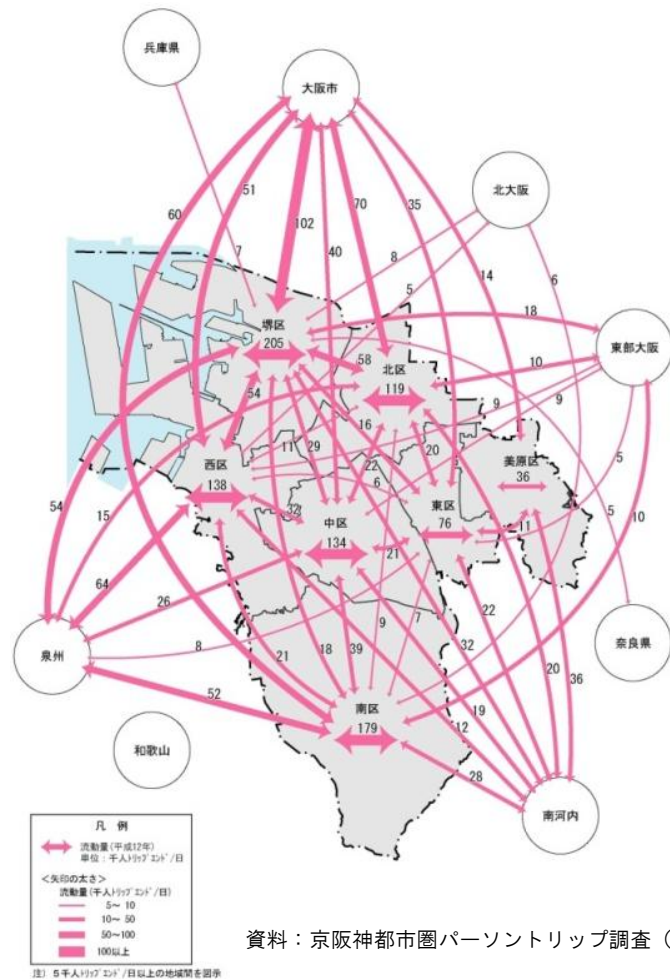 兵庫県
大阪市
北大阪
51
60
70
35
7
102
40
8
14
5
6
18
堺区
205
東部大阪
58
北区
119
10
54
9
9
16
11
29
20
美原区
36
5
西区
138
22
6
東区
76
54
15
32
中区
134
11
5
10
21
64
26
22
9
7
奈良県
泉州
8
21
18
39
32
20
36
52
南区
179
19
12
和歌山
28
南河内
凡 例
流動量(平成12年)
単位:千人トリップエンド/日
<矢印の太さ>
流動量(千人トリップエンド/日)
5~ 10
10~ 50
50~100
100以上
注) 5千人トリップエンド/日以上の地域間を図示
資料:京阪神都市圏パーソントリップ調査(